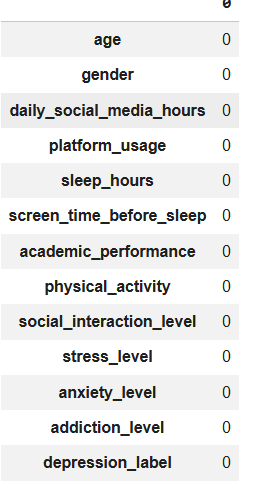 0
age 0
gender 0
daily_social_media_hours 0
platform_usage 0
sleep_hours 0
screen_time_before_sleep 0
academic_performance 0
physical_activity 0
social_interaction_level 0
stress_level 0
anxiety_level 0
addiction_level 0
depression_label 0